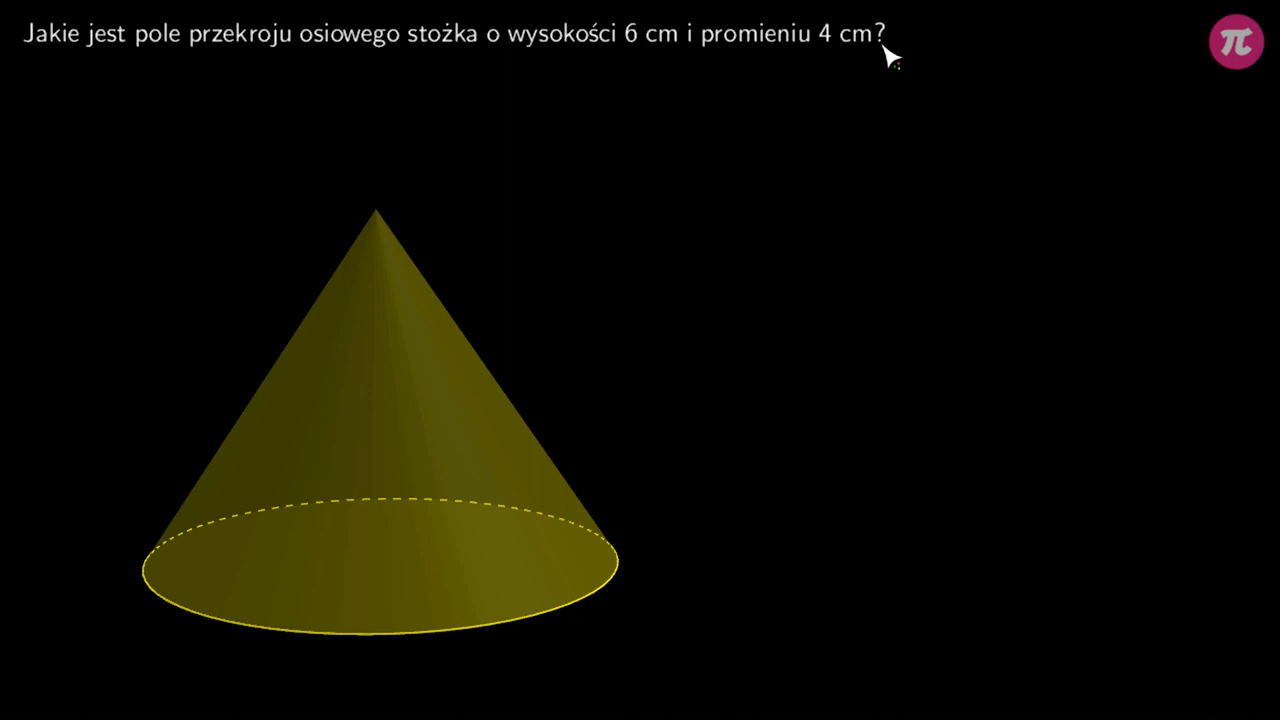 Jakie jest pole przekroju osiowego stożka o wysokości 6 cm i promieniu 4 cm?
π